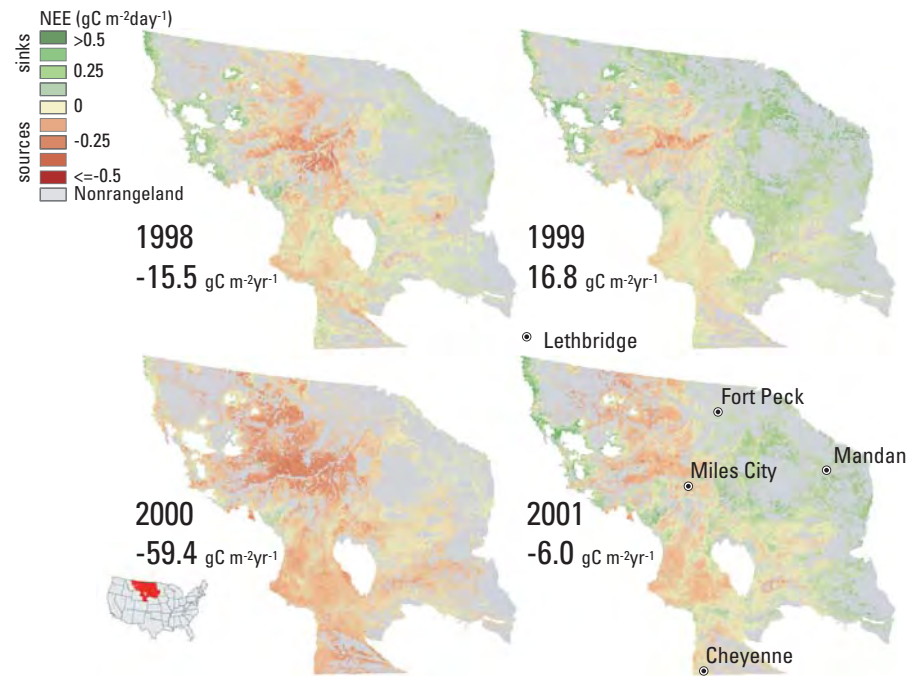 NEE (gC m-2day-1)
sinks
>0.5
0.25
0
sources
-0.25
<=-0.5
Nonrangeland
1998
-15.5 gC m-2yr-1
1999
16.8 gC m-2yr-1
Lethbridge
2000
-59.4 gC m-2yr-1
2001
-6.0 gC m-2yr-1
Fort Peck
Mandan
Miles City
Cheyenne